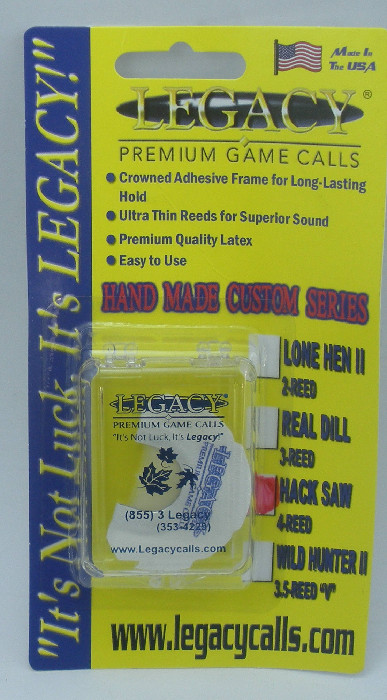 "It's Not Luck, It's LEGACY!"
Made In
The USA
LEGACY®
PREMIUM GAME CALLS
• Crowned Adhesive Frame for Long-Lasting
Hold
• Ultra Thin Reeds for Superior Sound
• Premium Quality Latex
• Easy to Use
HAND MADE CUSTOM SERIES
LONE HEN II
2-REED
REAL DILL
3-REED
HACK SAW
4-REED
WILD HUNTER II
3.5-REED "V"
LEGACY®
PREMIUM GAME CALLS
"It's Not Luck, It's Legacy!"
LEGACY
(855) 3 Legacy
(353-4229)
www.Legacycalls.com
www.legacycalls.com